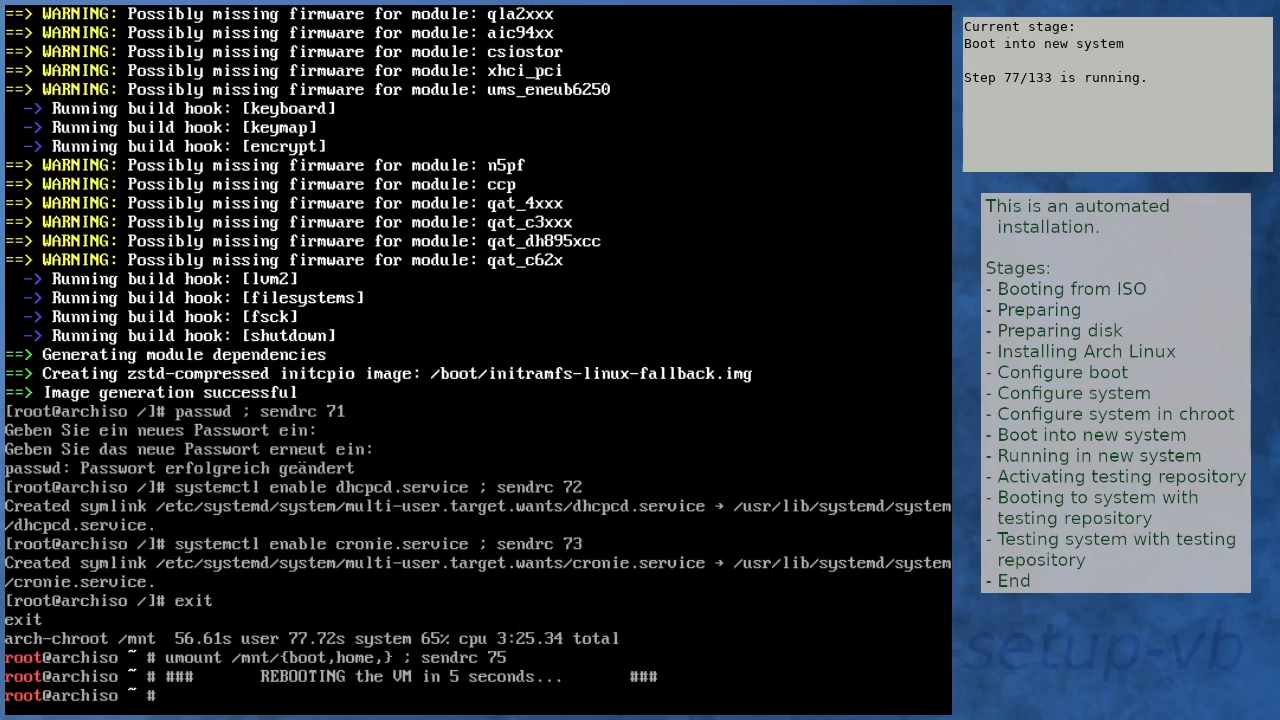 ==> WARNING: Possibly missing firmware for module: qla2xxx
==> WARNING: Possibly missing firmware for module: aic94xx
==> WARNING: Possibly missing firmware for module: csiostor
==> WARNING: Possibly missing firmware for module: xhci_pci
==> WARNING: Possibly missing firmware for module: ums_eneub6250
  -> Running build hook: [keyboard]
  -> Running build hook: [keymap]
  -> Running build hook: [encrypt]
==> WARNING: Possibly missing firmware for module: n5pf
==> WARNING: Possibly missing firmware for module: ccp
==> WARNING: Possibly missing firmware for module: qat_4xxx
==> WARNING: Possibly missing firmware for module: qat_c3xxx
==> WARNING: Possibly missing firmware for module: qat_dh895xcc
==> WARNING: Possibly missing firmware for module: qat_c62x
  -> Running build hook: [lvm2]
  -> Running build hook: [filesystems]
  -> Running build hook: [fsck]
  -> Running build hook: [shutdown]
==> Generating module dependencies
==> Creating zstd-compressed initcpio image: /boot/initramfs-linux-fallback.img
==> Image generation successful
[root@archiso /]# passwd ; sendrc 71
Geben Sie ein neues Passwort ein:
Geben Sie das neue Passwort erneut ein:
passwd: Passwort erfolgreich geändert
[root@archiso /]# systemctl enable dhcpcd.service ; sendrc 72
Created symlink /etc/systemd/system/multi-user.target.wants/dhcpcd.service → /usr/lib/systemd/system
/dhcpcd.service.
[root@archiso /]# systemctl enable cronie.service ; sendrc 73
Created symlink /etc/systemd/system/multi-user.target.wants/cronie.service → /usr/lib/systemd/system
/cronie.service.
[root@archiso /]# exit
exit
arch-chroot /mnt  56.61s user 77.72s system 65% cpu 3:25.34 total
root@archiso ~ # umount /mnt/{boot,home,} ; sendrc 75
root@archiso ~ # ###       REBOOTING the VM in 5 seconds...       ###
root@archiso ~ #
Current stage:
Boot into new system
Step 77/133 is running.
This is an automated
installation.
Stages:
- Booting from ISO
- Preparing
- Preparing disk
- Installing Arch Linux
- Configure boot
- Configure system
- Configure system in chroot
- Boot into new system
- Running in new system
- Activating testing repository
- Booting to system with
testing repository
- Testing system with testing
repository
- End
setup-vb